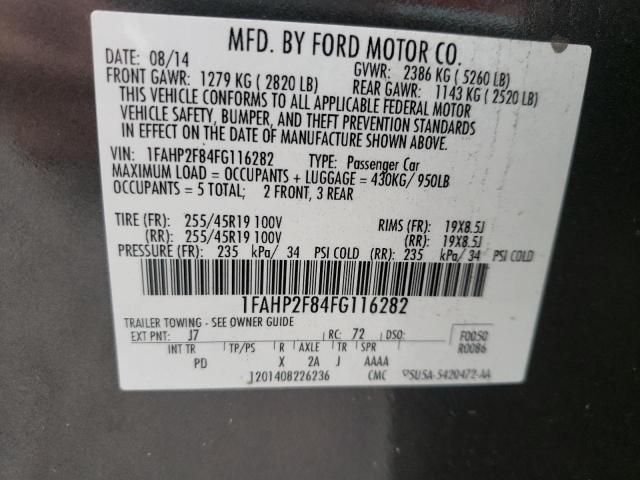 MFD. BY FORD MOTOR CO.
DATE: 08/14 GVWR: 2386 KG ( 5260 LB)
FRONT GAWR: 1279 KG ( 2820 LB) REAR GAWR: 1143 KG ( 2520 LB)
THIS VEHICLE CONFORMS TO ALL APPLICABLE FEDERAL MOTOR
VEHICLE SAFETY, BUMPER, AND THEFT PREVENTION STANDARDS
IN EFFECT ON THE DATE OF MANUFACTURE SHOWN ABOVE.
VIN: 1FAHP2F84FG116282 TYPE: Passenger Car
MAXIMUM LOAD = OCCUPANTS + LUGGAGE = 430KG/ 950LB
OCCUPANTS = 5 TOTAL; 2 FRONT, 3 REAR
TIRE (FR): 255/45R19 100V RIMS (FR): 19X8.5J
(RR): 255/45R19 100V (RR): 19X8.5J
PRESSURE (FR): 235 kPa/ 34 PSI COLD (RR): 235 kPa/ 34 PSI COLD
1FAHP2F84FG116282
TRAILER TOWING - SEE OWNER GUIDE
EXT PNT: J7 RC: 72 DSO: F0050
INT TR TP/PS R AXLE TR SPR R0086
PD X 2A J AAAA
J201408226236 CMC SU5A-5420472-AA